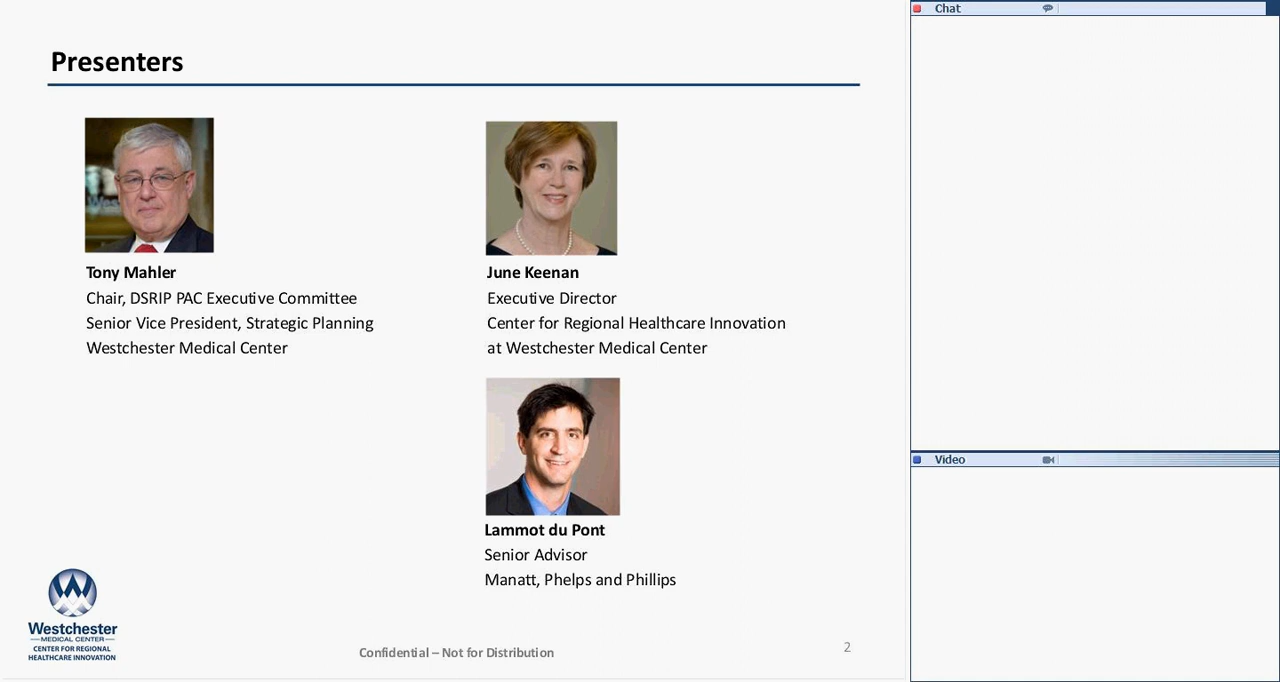 Presenters
Tony Mahler
Chair, DSRIP PAC Executive Committee
Senior Vice President, Strategic Planning
Westchester Medical Center
June Keenan
Executive Director
Center for Regional Healthcare Innovation
at Westchester Medical Center
Lammot du Pont
Senior Advisor
Manatt, Phelps and Phillips
Westchester
MEDICAL CENTER
CENTER FOR REGIONAL
HEALTHCARE INNOVATION
Confidential – Not for Distribution
2
Chat
Video